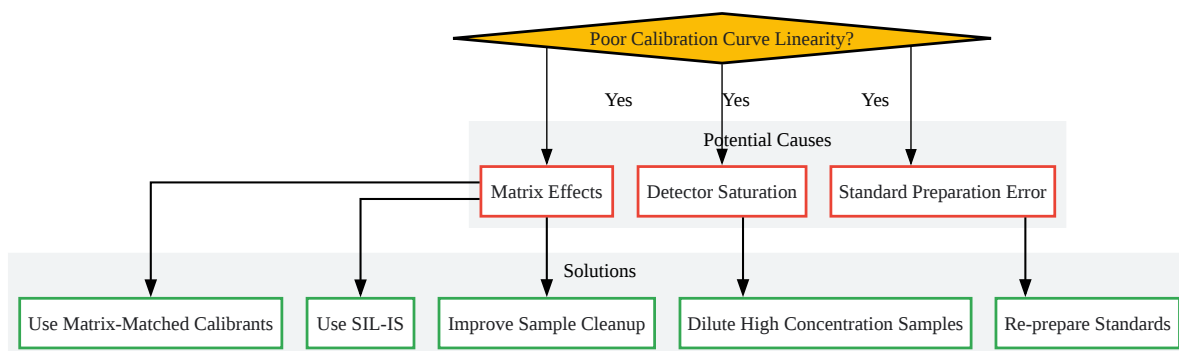 Poor Calibration Curve Linearity?
Yes
Yes
Yes
Potential Causes
Matrix Effects
Detector Saturation
Standard Preparation Error
Solutions
Use Matrix-Matched Calibrants
Use SIL-IS
Improve Sample Cleanup
Dilute High Concentration Samples
Re-prepare Standards